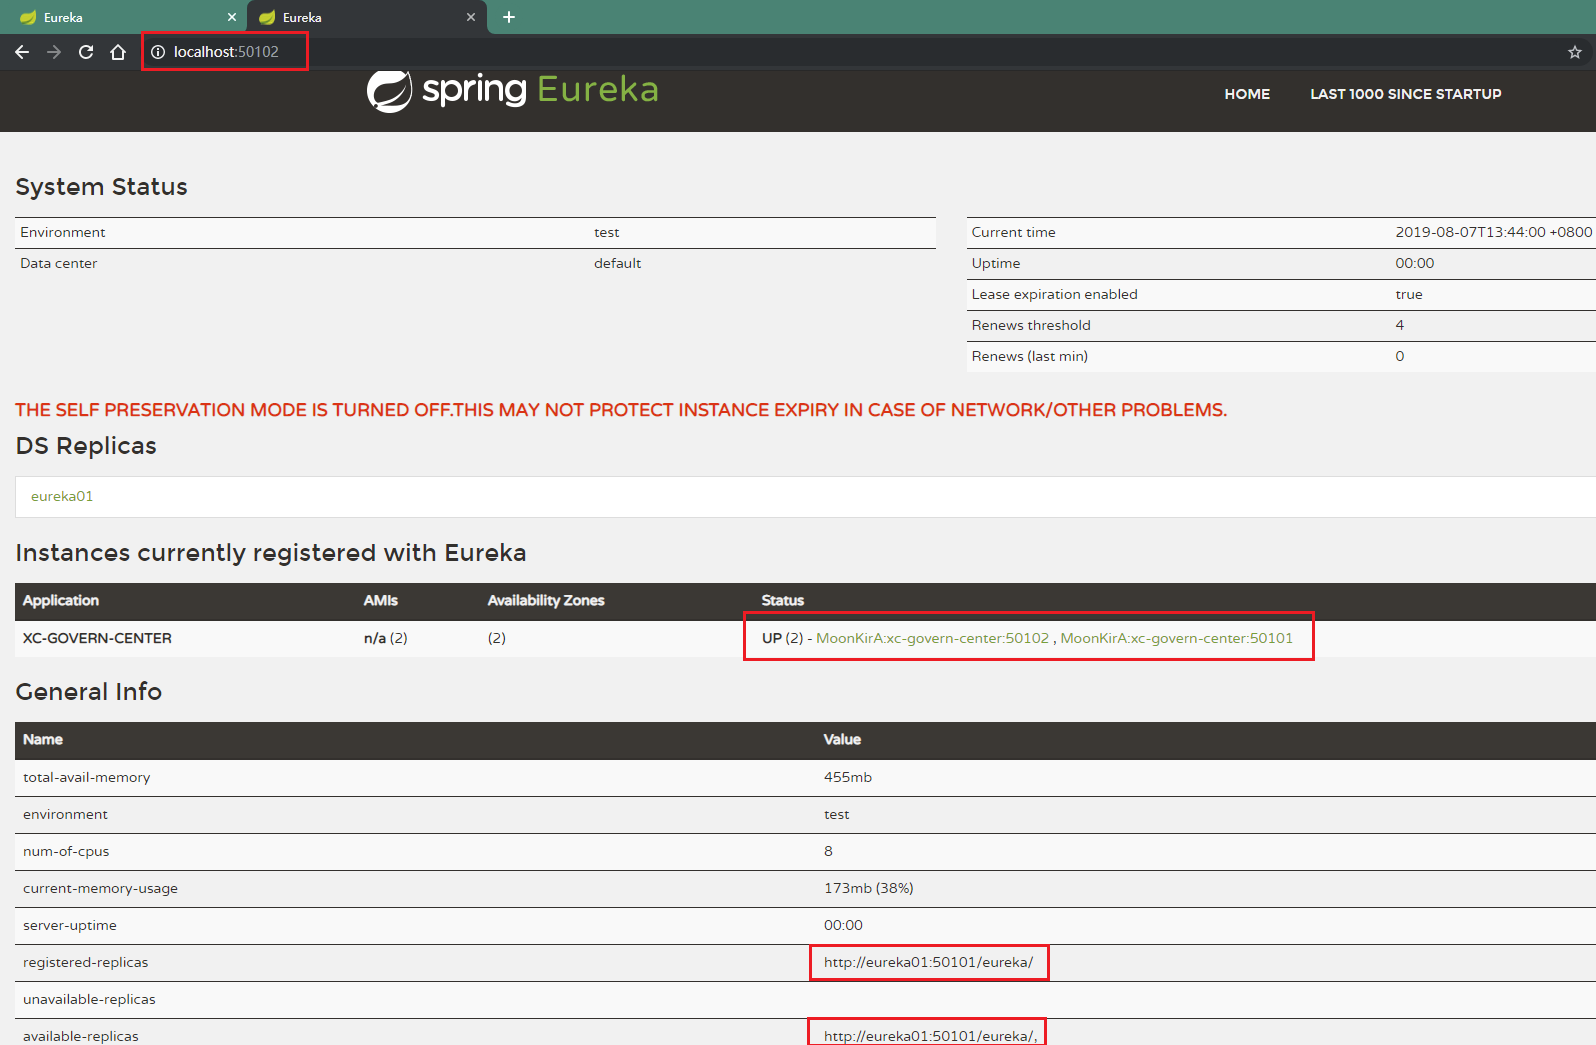 Eureka
Eureka
localhost:50102
spring Eureka
HOME LAST 1000 SINCE STARTUP
System Status
Environment test
Data center default
Current time 2019-08-07T13:44:00 +0800
Uptime 00:00
Lease expiration enabled true
Renews threshold 4
Renews (last min) 0
THE SELF PRESERVATION MODE IS TURNED OFF.THIS MAY NOT PROTECT INSTANCE EXPIRY IN CASE OF NETWORK/OTHER PROBLEMS.
DS Replicas
eureka01
Instances currently registered with Eureka
Application AMIs Availability Zones Status
XC-GOVERN-CENTER n/a (2) (2) UP (2) - MoonKirA:xc-govern-center:50102 , MoonKirA:xc-govern-center:50101
General Info
Name Value
total-avail-memory 455mb
environment test
num-of-cpus 8
current-memory-usage 173mb (38%)
server-uptime 00:00
registered-replicas http://eureka01:50101/eureka/
unavailable-replicas
available-replicas http://eureka01:50101/eureka/,